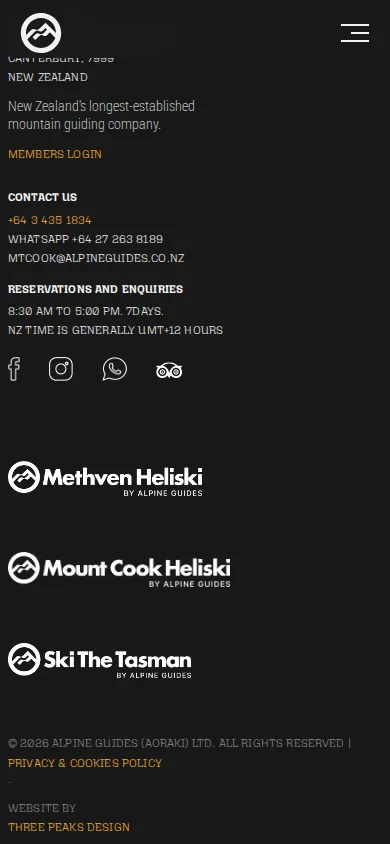 CANTERBURY, 7999
NEW ZEALAND
New Zealand's longest-established
mountain guiding company.
MEMBERS LOGIN
CONTACT US
+64 3 435 1834
WHATSAPP +64 27 263 8189
MTCOOK@ALPINEGUIDES.CO.NZ
RESERVATIONS AND ENQUIRIES
8:30 AM TO 5:00 PM. 7DAYS.
NZ TIME IS GENERALLY UMT+12 HOURS
Methven Heliski
BY ALPINE GUIDES
Mount Cook Heliski
BY ALPINE GUIDES
Ski The Tasman
BY ALPINE GUIDES
© 2026 ALPINE GUIDES (AORAKI) LTD. ALL RIGHTS RESERVED |
PRIVACY & COOKIES POLICY
.
WEBSITE BY
THREE PEAKS DESIGN